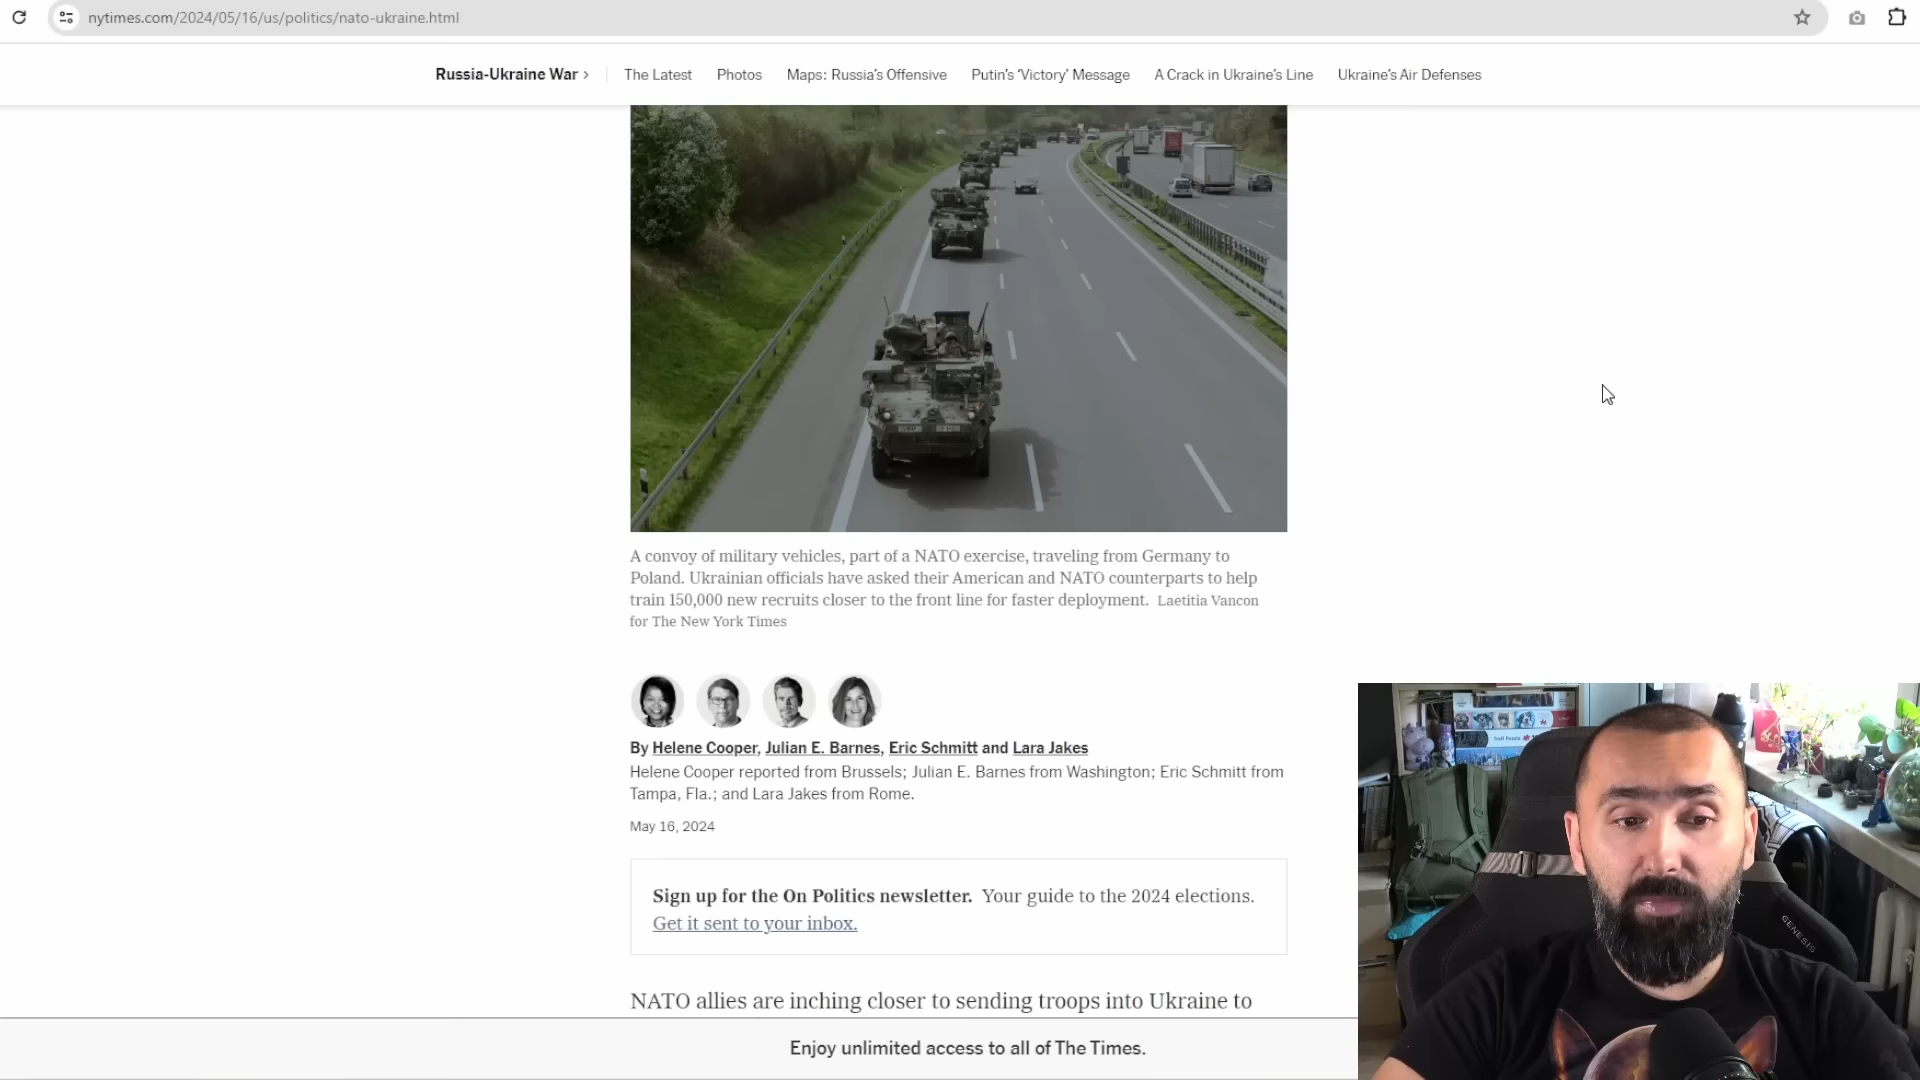 nytimes.com/2024/05/16/us/politics/nato-ukraine.html
Russia-Ukraine War › The Latest Photos Maps: Russia’s Offensive Putin’s ‘Victory’ Message A Crack in Ukraine’s Line Ukraine’s Air Defenses
A convoy of military vehicles, part of a NATO exercise, traveling from Germany to
Poland. Ukrainian officials have asked their American and NATO counterparts to help
train 150,000 new recruits closer to the front line for faster deployment. Laetitia Vancon
for The New York Times
By Helene Cooper, Julian E. Barnes, Eric Schmitt and Lara Jakes
Helene Cooper reported from Brussels; Julian E. Barnes from Washington; Eric Schmitt from
Tampa, Fla.; and Lara Jakes from Rome.
May 16, 2024
Sign up for the On Politics newsletter. Your guide to the 2024 elections.
Get it sent to your inbox.
NATO allies are inching closer to sending troops into Ukraine to
Enjoy unlimited access to all of The Times.
GENESIS